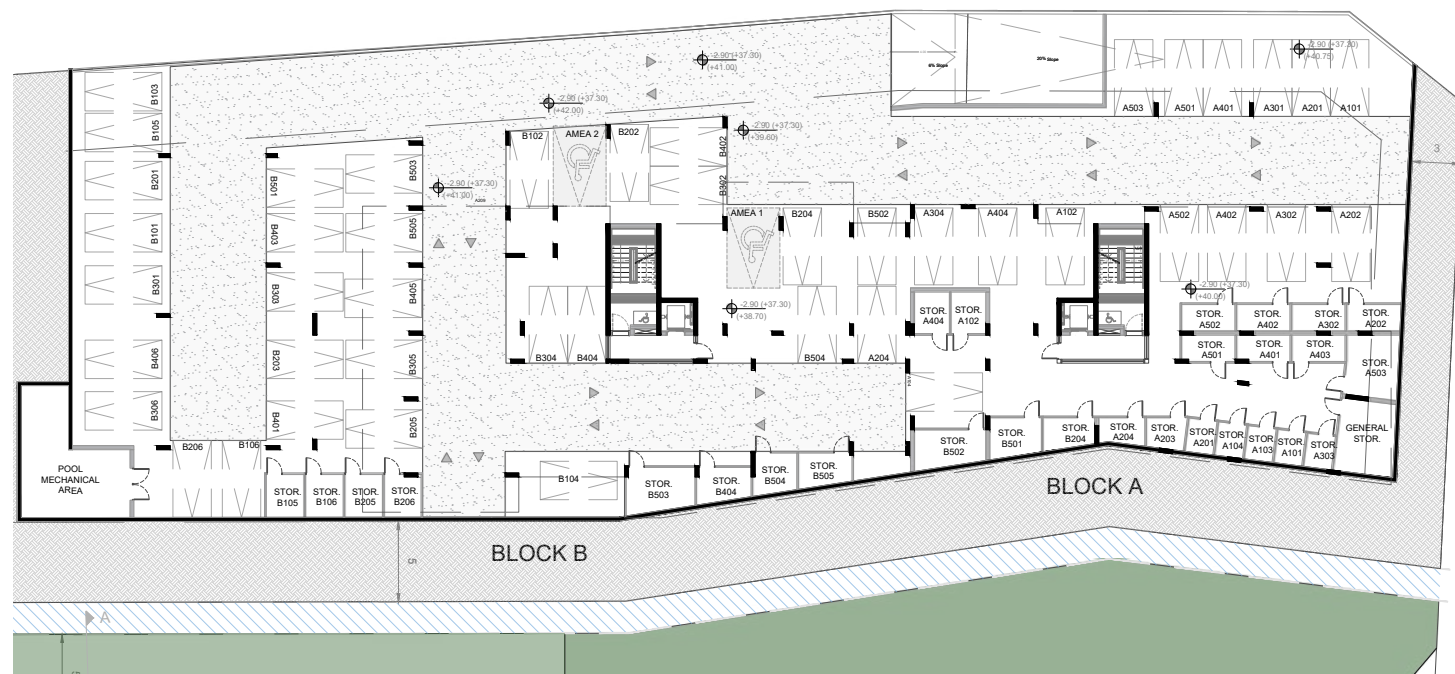 -2.90 (+37.30)
(+40.75)
-2.90 (+37.30)
(+41.00)
6% Slope
20% Slope
B103
-2.90 (+37.30)
(+42.00)
A503
A501
A401
A301
A201
A101
B105
-2.90 (+37.30)
(+39.60)
B102
AMEA 2
B202
B402
3
B201
B501
B503
-2.90 (+37.30)
(+41.00)
B302
AMEA 1
B204
B502
A304
A404
A102
A502
A402
A302
A202
B101
B403
B505
B301
B303
B405
-2.90 (+37.30)
(+38.70)
-2.90 (+37.30)
(+40.00)
STOR.
A404
STOR.
A102
STOR.
A502
STOR.
A402
STOR.
A302
STOR.
A202
B406
B203
B305
B304
B404
B504
A204
STOR.
A501
STOR.
A401
STOR.
A403
STOR.
A503
B306
B401
B205
B206
B106
GENERAL
STOR.
STOR.
B502
STOR.
B501
STOR.
B204
STOR.
A204
STOR.
A203
STOR.
A201
STOR.
A104
STOR.
A103
STOR.
A101
STOR.
A303
POOL
MECHANICAL
AREA
STOR.
B105
STOR.
B106
STOR.
B205
STOR.
B206
B104
STOR.
B503
STOR.
B404
STOR.
B504
STOR.
B505
BLOCK A
BLOCK B
5
A